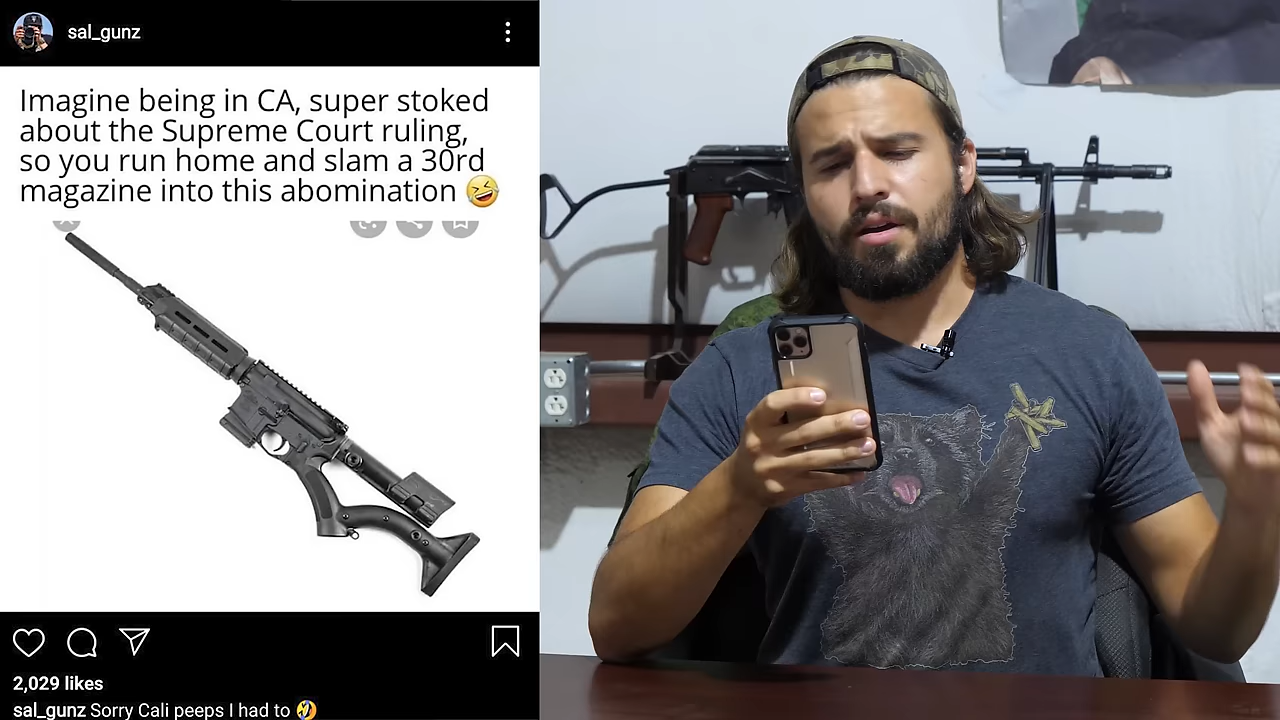 sal_gunz
Imagine being in CA, super stoked
about the Supreme Court ruling,
so you run home and slam a 30rd
magazine into this abomination 🤣
2,029 likes
sal_gunz Sorry Cali peeps I had to 🤣